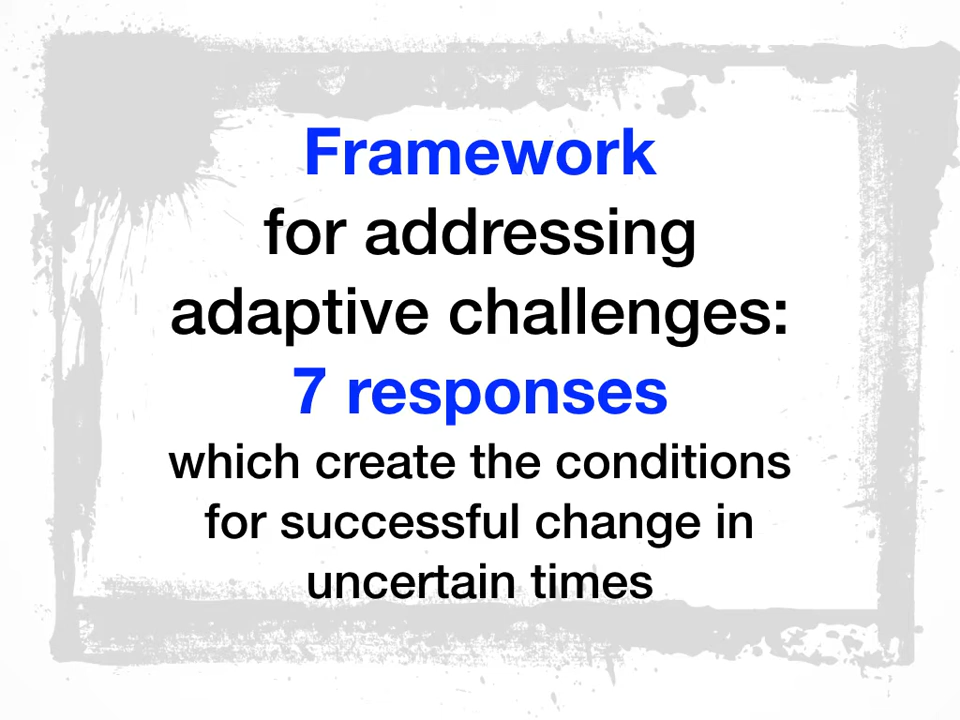 Framework
for addressing
adaptive challenges:
7 responses
which create the conditions
for successful change in
uncertain times